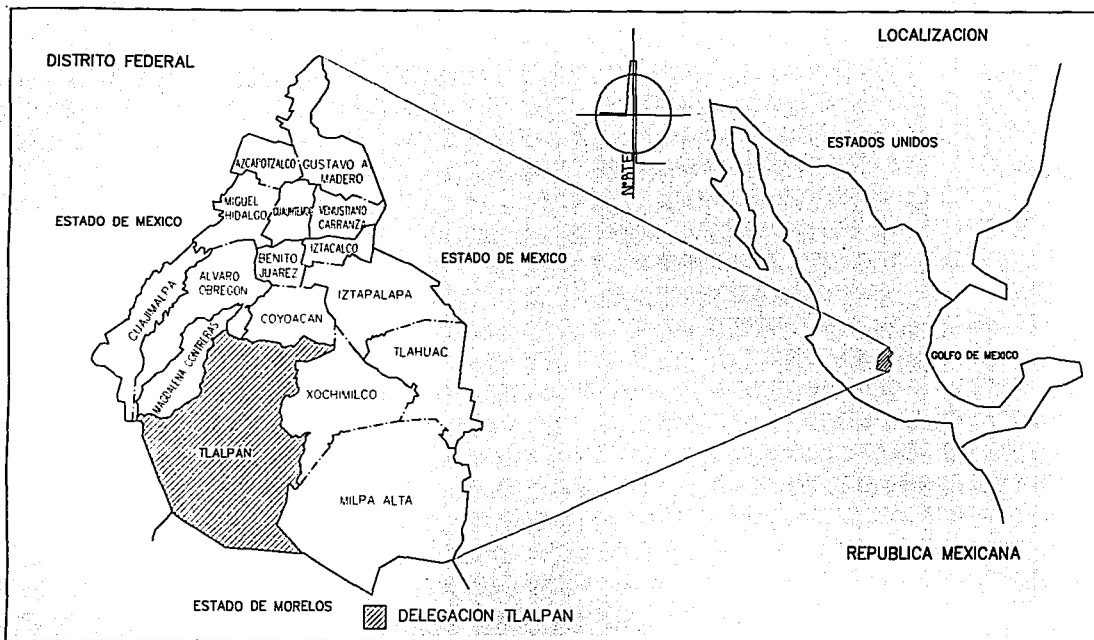 LOCALIZACION
DISTRITO FEDERAL
NORTE
ESTADOS UNIDOS
AZCAPOTZALCO
GUSTAVO A
MADERO
MIGUEL
HIDALGO
CUAUHTEMOC
VENUSTIANO
CARRANZA
ESTADO DE MEXICO
IZTACALCO
BENITO
JUAREZ
ESTADO DE MEXICO
ALVARO
OBREGON
IZTAPALAPA
CUAJIMALPA
COYOACAN
TLAHUAC
GOLFO DE MEXICO
MAGDALENA CONTRERAS
XOCHIMILCO
TLALPAN
MILPA ALTA
REPUBLICA MEXICANA
ESTADO DE MORELOS
DELEGACION TLALPAN